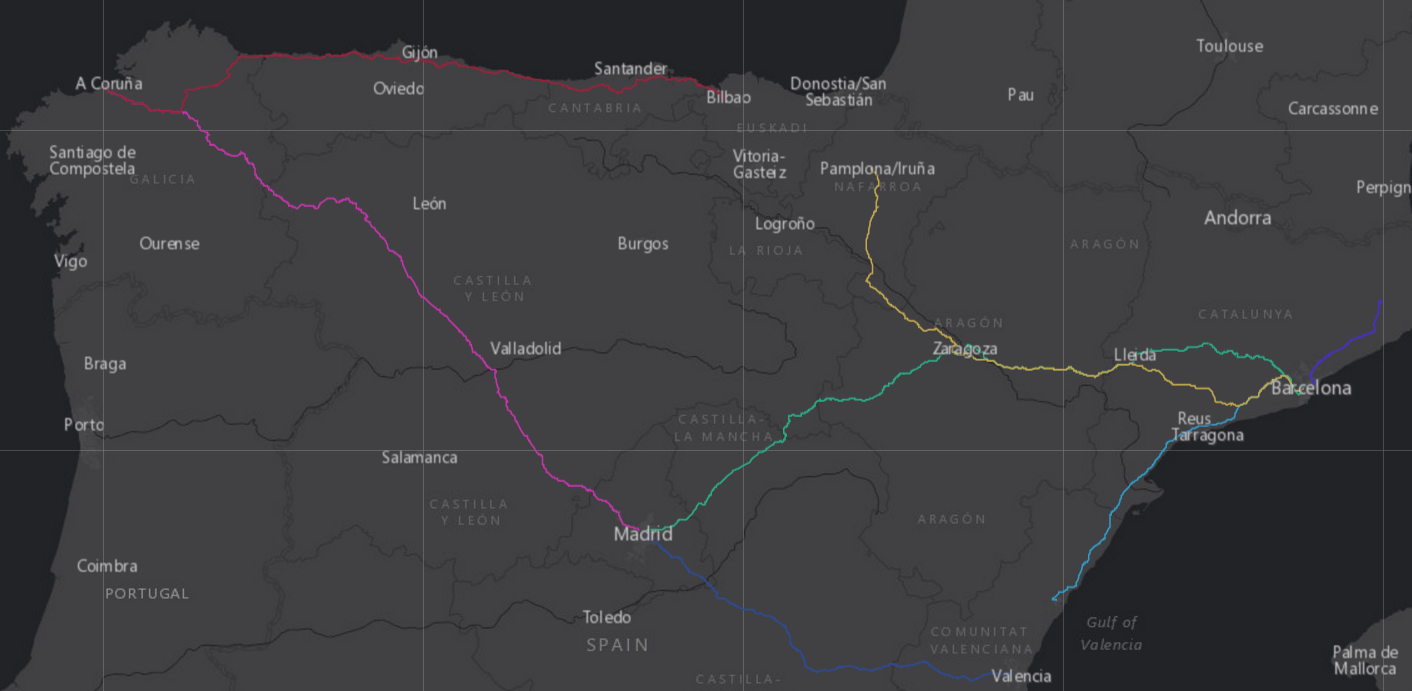 Toulouse
Gijón
A Coruña
Santander
Oviedo
Donostia/San
Sebastián
Pau
Bilbao
CANTABRIA
Carcassonne
EUSKADI
Santiago de
Compostela
GALICIA
Vitoria-
Gasteiz
Pamplona/Iruña
NAFARROA
Perpign
León
Andorra
Logroño
Ourense
Burgos
LA RIOJA
ARAGÓN
Vigo
CASTILLA
Y LEÓN
CATALUNYA
ARAGÓN
Valladolid
Zaragoza
Lleida
Braga
Barcelona
Porto
CASTILLA-
LA MANCHA
Reus
Tarragona
Salamanca
CASTILLA
Y LEÓN
ARAGÓN
Madrid
Coimbra
PORTUGAL
Toledo
Gulf of
Valencia
SPAIN
COMUNITAT
VALENCIANA
Palma de
Mallorca
Valencia
CASTILLA-